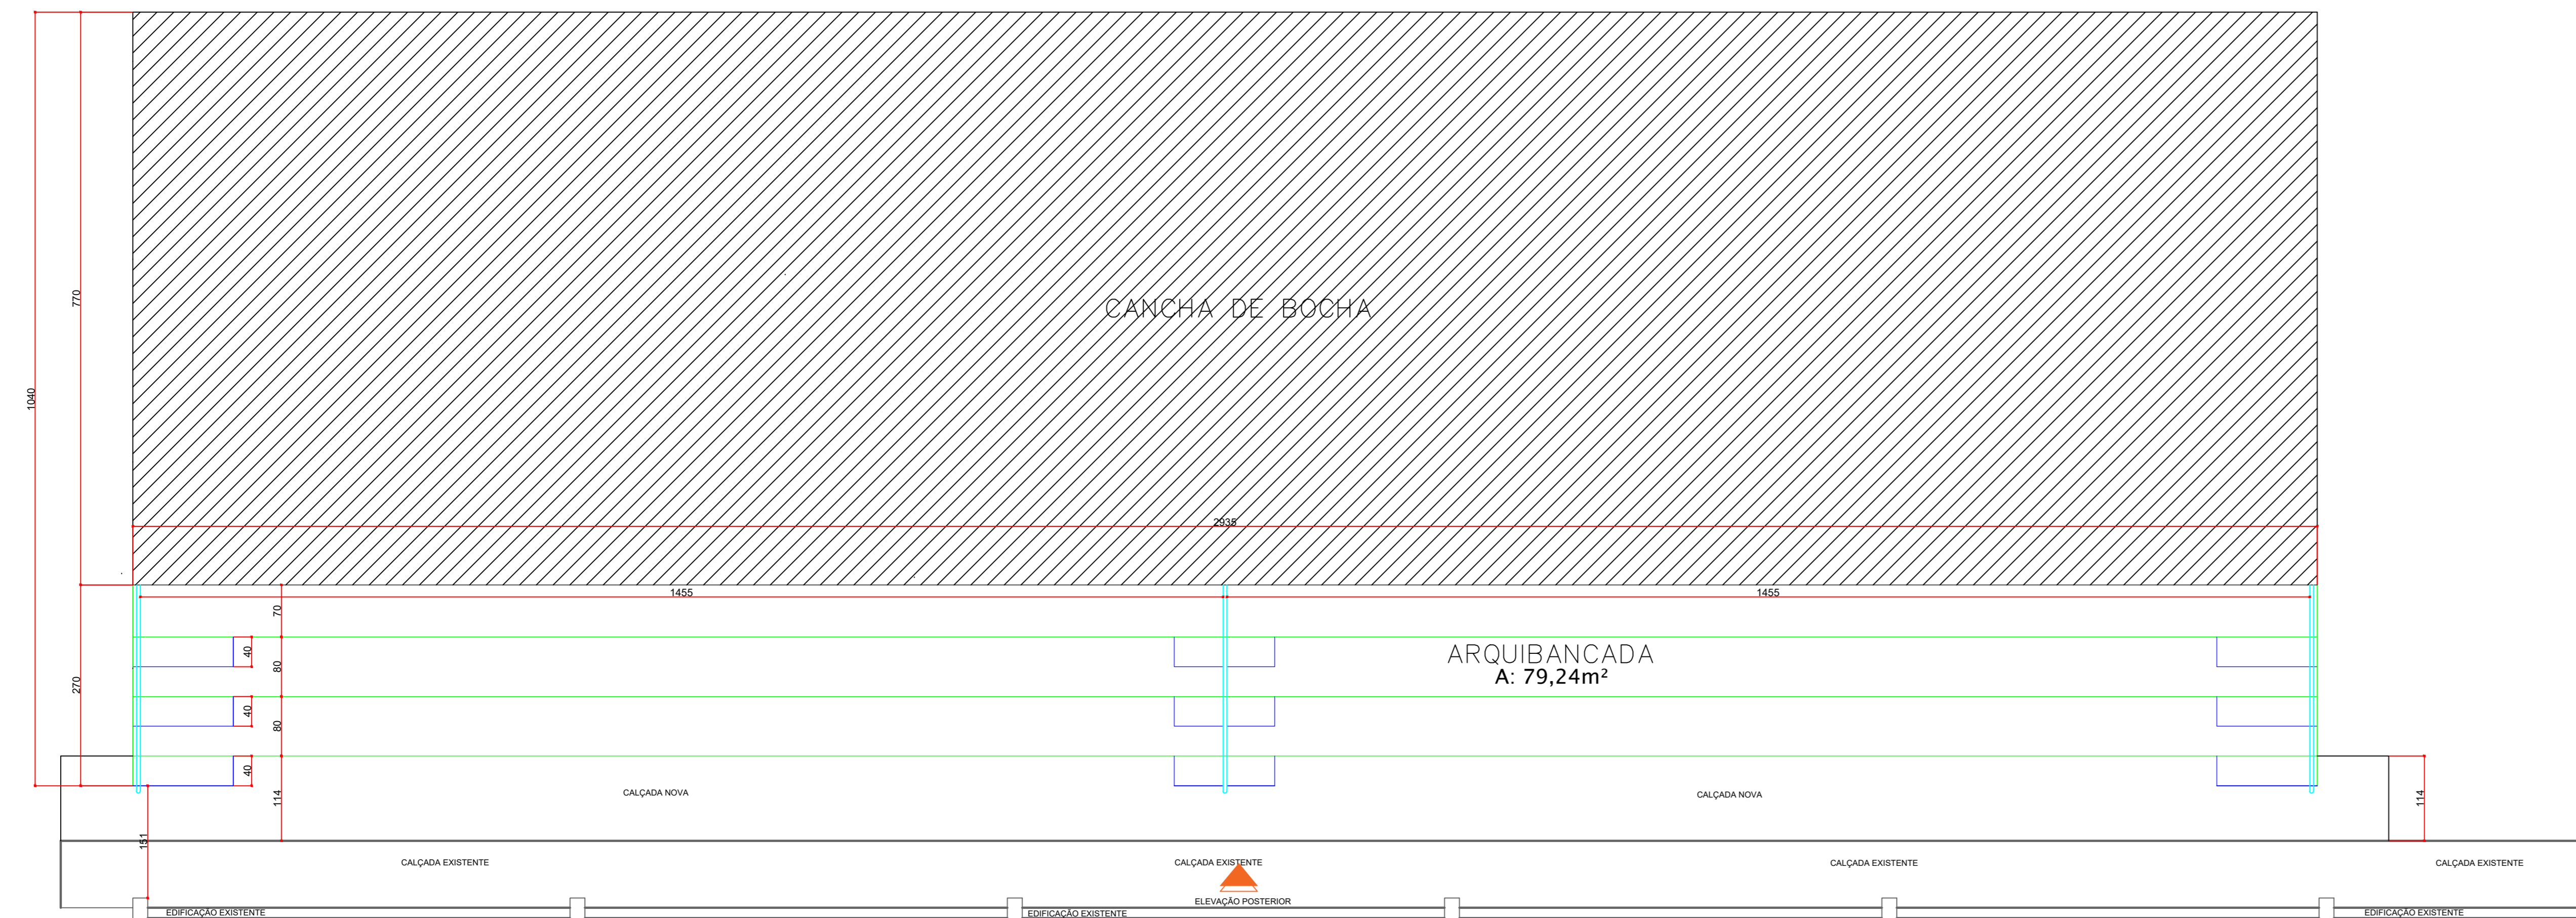 770
CANCHA DE BOCHA
1040
2935
1455
1455
70
40
80
ARQUIBANCADA
A: 79,24m²
270
40
80
40
114
CALÇADA NOVA
CALÇADA NOVA
114
151
CALÇADA EXISTENTE
CALÇADA EXISTENTE
CALÇADA EXISTENTE
CALÇADA EXISTENTE
ELEVAÇÃO POSTERIOR
EDIFICAÇÃO EXISTENTE
EDIFICAÇÃO EXISTENTE
EDIFICAÇÃO EXISTENTE